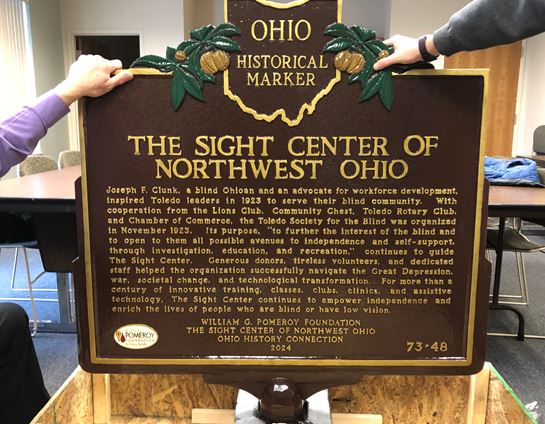 OHIO
HISTORICAL
MARKER
THE SIGHT CENTER OF
NORTHWEST OHIO
Joseph F. Clunk, a blind Ohioan and an advocate for workforce development,
inspired Toledo leaders in 1923 to serve their blind community. With
cooperation from the Lions Club, Community Chest, Toledo Rotary Club,
and Chamber of Commerce, the Toledo Society for the Blind was organized
in November 1923. Its purpose, "to further the interest of the blind and
to open to them all possible avenues to independence and self-support,
through investigation, education, and recreation," continues to guide
The Sight Center. Generous donors, tireless volunteers, and dedicated
staff helped the organization successfully navigate the Great Depression,
war, societal change, and technological transformation. For more than a
century of innovative training, classes, clubs, clinics, and assistive
technology, The Sight Center continues to empower independence and
enrich the lives of people who are blind or have low vision.
WILLIAM G. POMEROY FOUNDATION
THE SIGHT CENTER OF NORTHWEST OHIO
OHIO HISTORY CONNECTION
2024
73-48
POMEROY
FOUNDATION